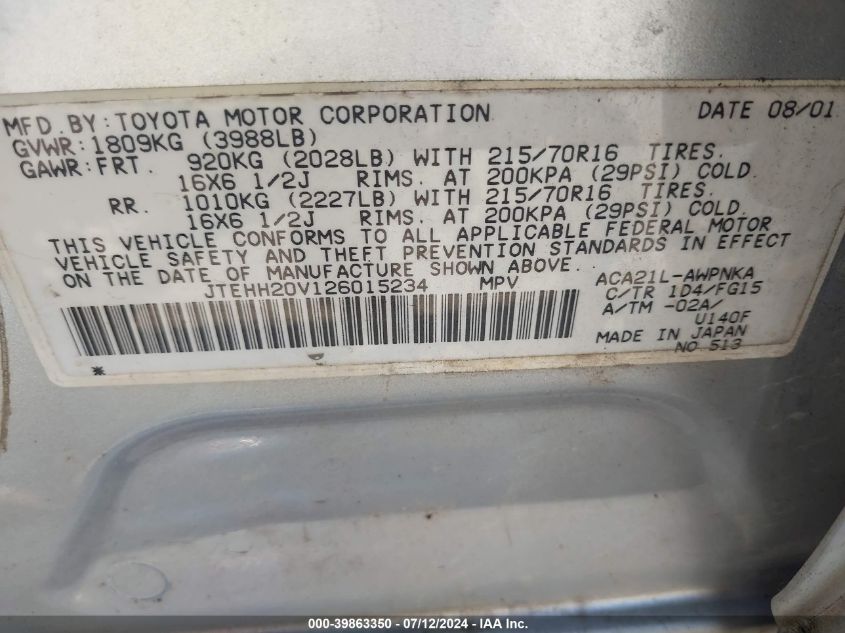 MFD.BY:TOYOTA MOTOR CORPORATION DATE 08/01
GVWR:1809KG (3988LB)
GAWR:FRT. 920KG (2028LB) WITH 215/70R16 TIRES.
16X6 1/2J RIMS. AT 200KPA (29PSI) COLD.
RR. 1010KG (2227LB) WITH 215/70R16 TIRES.
16X6 1/2J RIMS. AT 200KPA (29PSI) COLD.
THIS VEHICLE CONFORMS TO ALL APPLICABLE FEDERAL MOTOR
VEHICLE SAFETY AND THEFT PREVENTION STANDARDS IN EFFECT
ON THE DATE OF MANUFACTURE SHOWN ABOVE.
JTEHH20V126015234 MPV ACA21L-AWPNKA
C/TR 1D4/FG15
A/TM -02A/
U140F
MADE IN JAPAN
NO 513
000-39863350 / 07/12/2024 - IAA Inc.